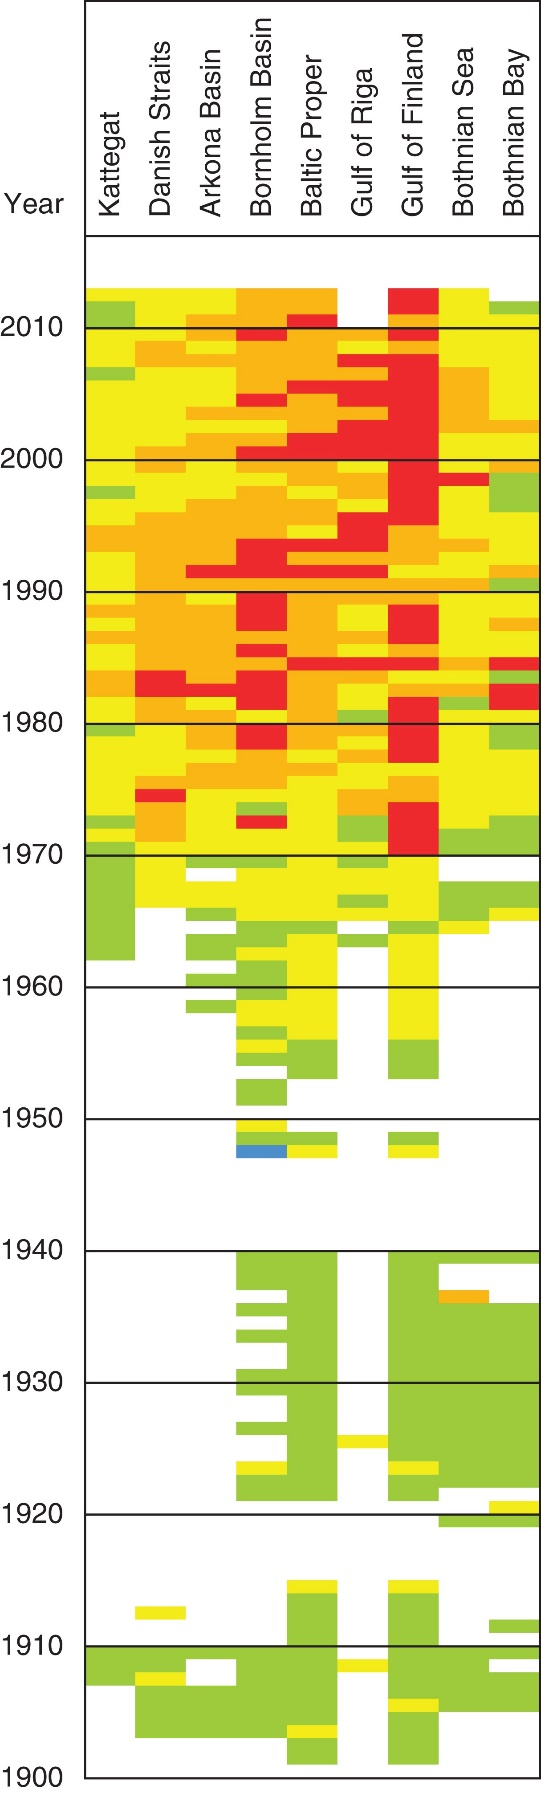 Year
Kattegat
Danish Straits
Arkona Basin
Bornholm Basin
Baltic Proper
Gulf of Riga
Gulf of Finland
Bothnian Sea
Bothnian Bay
2010
2000
1990
1980
1970
1960
1950
1940
1930
1920
1910
1900